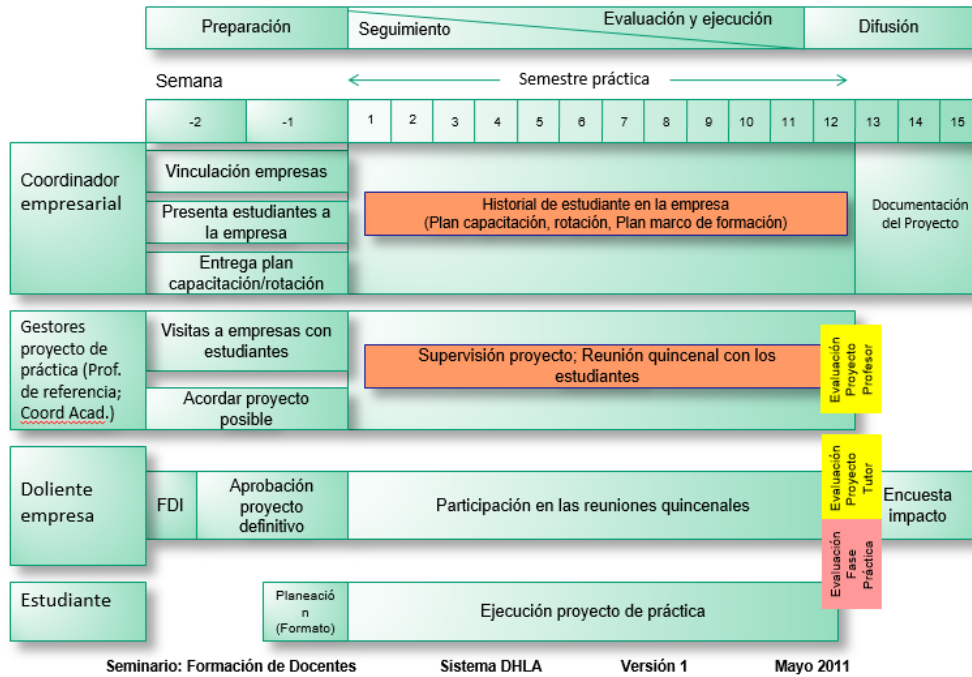 Preparación
Seguimiento
Evaluación y ejecución
Difusión
Semana
Semestre práctica
-2
-1
1
2
3
4
5
6
7
8
9
10
11
12
13
14
15
Coordinador
empresarial
Vinculación empresas
Presenta estudiantes a
la empresa
Entrega plan
capacitación/rotación
Historial de estudiante en la empresa
(Plan capacitación, rotación, Plan marco de formación)
Documentación
del Proyecto
Gestores
proyecto de
práctica (Prof.
de referencia;
Coord Acad.)
Visitas a empresas con
estudiantes
Acordar proyecto
posible
Supervisión proyecto; Reunión quincenal con los
estudiantes
Evaluación
Proyecto
Profesor
Doliente
empresa
FDI
Aprobación
proyecto
definitivo
Participación en las reuniones quincenales
Evaluación
Proyecto
Tutor
Encuesta
impacto
Evaluación
Fase
Práctica
Estudiante
Planeació
n
(Formato)
Ejecución proyecto de práctica
Seminario: Formación de Docentes Sistema DHLA Versión 1 Mayo 2011